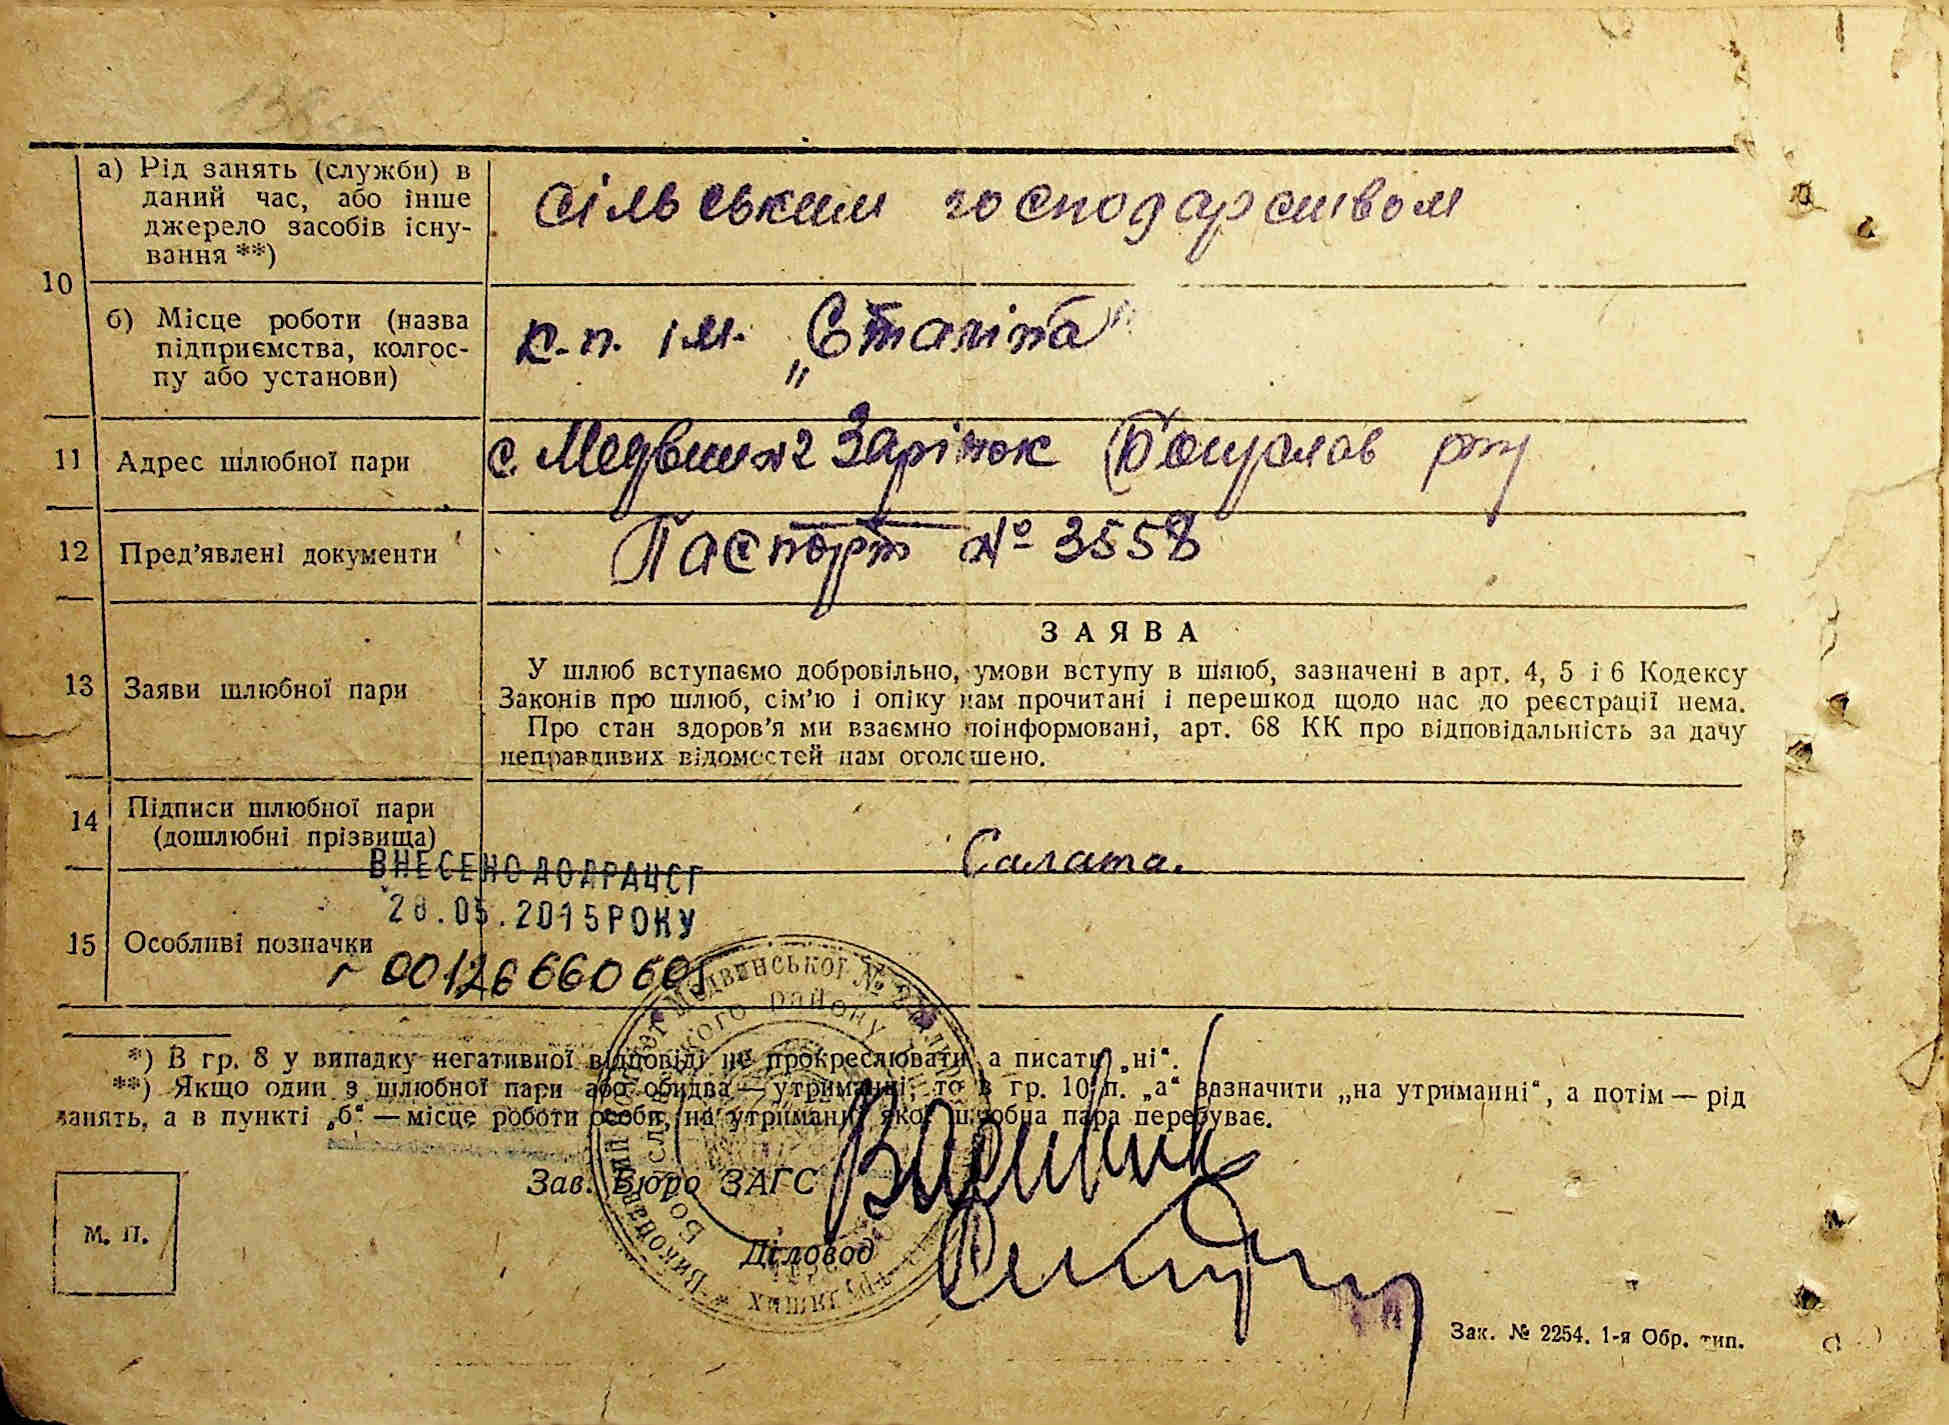 10
а) Рід занять (служби) в
даний час, або інше
джерело засобів існу-
вання **)
сільським господарством
б) Місце роботи (назва
підприємства, колгос-
пу або установи)
к.п. ім. „Сталіна"
11 Адрес шлюбної пари
с. Медвин №2 Зарінок
12 Пред’явлені документи
Паспорт № 3558
13 Заяви шлюбної пари
ЗАЯВА
У шлюб вступаємо добровільно, умови вступу в шлюб, зазначені в арт. 4, 5 і 6 Кодексу
Законів про шлюб, сім’ю і опіку нам прочитані і перешкод щодо нас до реєстрації нема.
Про стан здоров’я ми взаємно поінформовані, арт. 68 КК про відповідальність за дачу
неправдивих відомостей нам оголошено.
14 Підписи шлюбної пари
(дошлюбні прізвища)
Салата.
ВНЕСЕНО ДО ДРАЦСГ
28.05.2015 РОКУ
15 Особливі позначки
00126660601
*) В гр. 8 у випадку негативної відповіді не прокреслювати, а писати „ні“.
**) Якщо один з шлюбної пари або обидва — утриманні, то в гр. 10 п. „а“ зазначити „на утриманні“, а потім — рід
занять, а в пункті „б“ — місце роботи особи, на утриманні якої шлюбна пара перебуває.
Зав. Бюро ЗАГС
Діловод
М. П.
Зак. № 2254. 1-я Обр. тип.